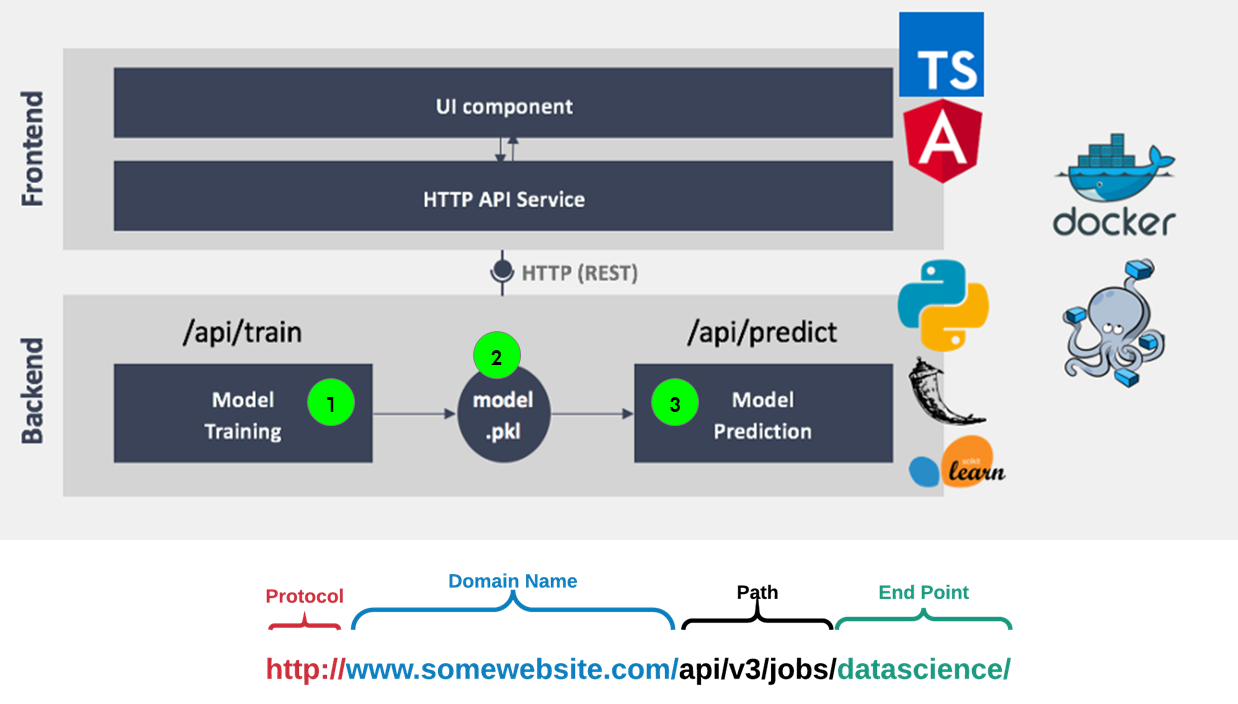 TS
A
Frontend
UI component
HTTP API Service
docker
HTTP (REST)
Backend
/api/train
/api/predict
2
Model
Training
1
model
.pkl
3
Model
Prediction
scikit
learn
Protocol
Domain Name
Path
End Point
http://www.somewebsite.com/api/v3/jobs/datascience/